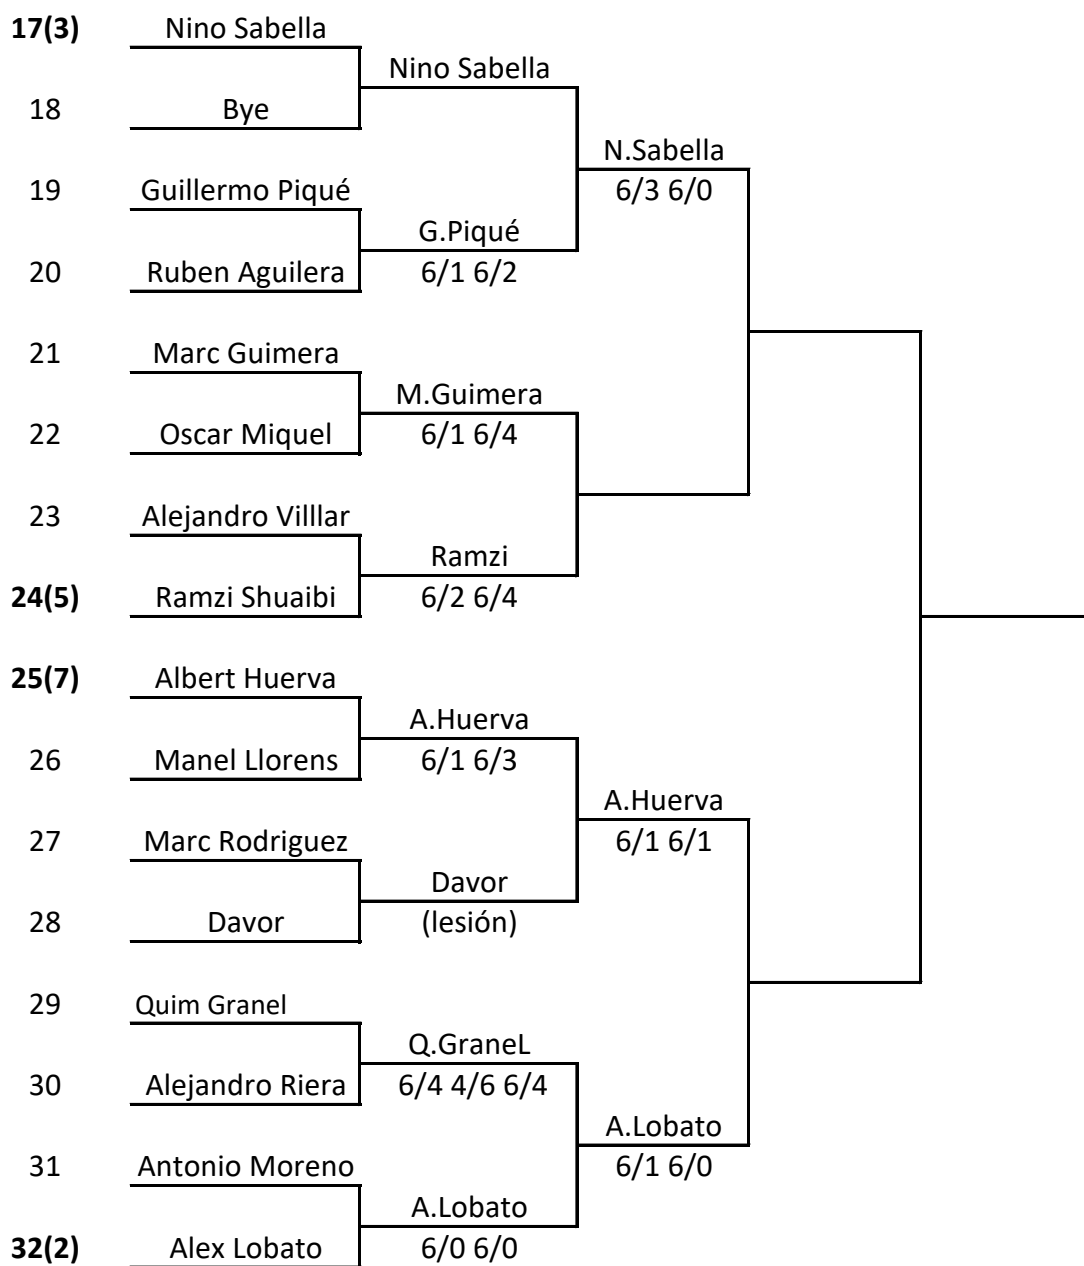 17(3) Nino Sabella
Nino Sabella
18 Bye
N.Sabella
19 Guillermo Piqué 6/3 6/0
G.Piqué
20 Ruben Aguilera 6/1 6/2
21 Marc Guimera
M.Guimera
22 Oscar Miquel 6/1 6/4
23 Alejandro Villlar
Ramzi
24(5) Ramzi Shuaibi 6/2 6/4
25(7) Albert Huerva
A.Huerva
26 Manel Llorens 6/1 6/3
A.Huerva
27 Marc Rodriguez 6/1 6/1
Davor
28 Davor (lesión)
29 Quim Granel
Q.GraneL
30 Alejandro Riera 6/4 4/6 6/4
A.Lobato
31 Antonio Moreno 6/1 6/0
A.Lobato
32(2) Alex Lobato 6/0 6/0